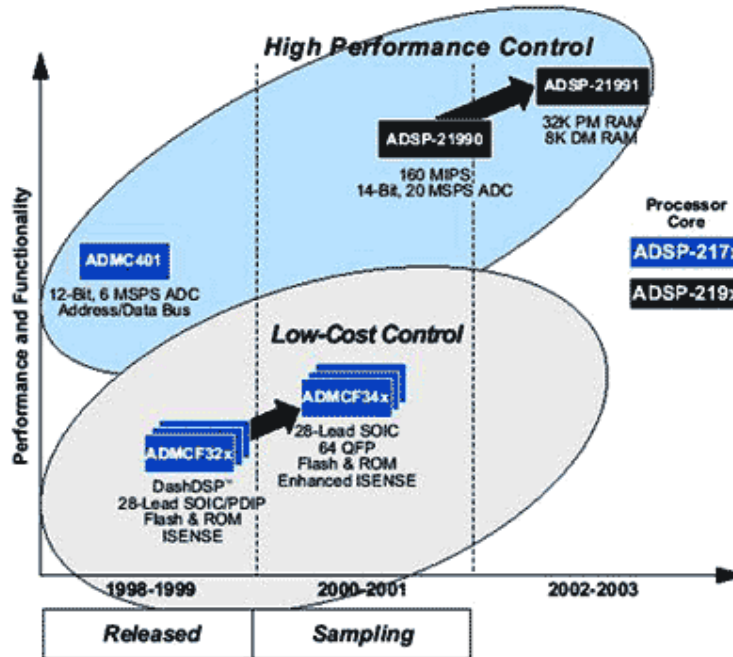 High Performance Control
ADSP-21991
32K PM RAM
8K DM RAM
ADSP-21990
160 MIPS
14-Bit, 20 MSPS ADC
Processor
Core
ADSP-217x
ADSP-219x
ADMC401
12-Bit, 6 MSPS ADC
Address/Data Bus
Performance and Functionality
Low-Cost Control
ADMCF34x
28-Lead SOIC
64 QFP
Flash & ROM
Enhanced ISENSE
ADMCF32x
DashDSP™
28-Lead SOIC/PDIP
Flash & ROM
ISENSE
1998-1999
2000-2001
2002-2003
Released
Sampling